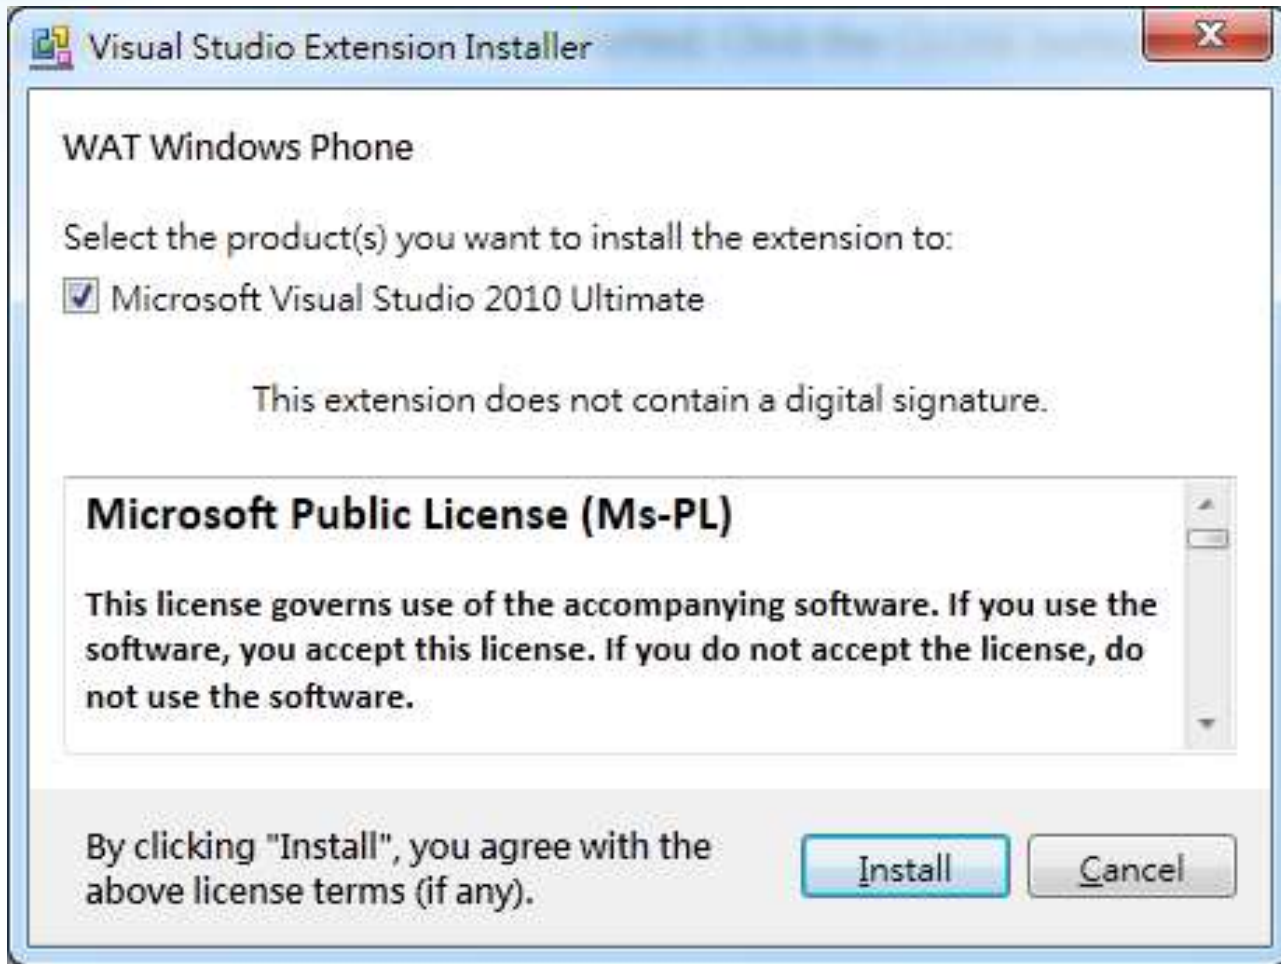 Visual Studio Extension Installer
WAT Windows Phone
Select the product(s) you want to install the extension to:
Microsoft Visual Studio 2010 Ultimate
This extension does not contain a digital signature.
Microsoft Public License (Ms-PL)
This license governs use of the accompanying software. If you use the
software, you accept this license. If you do not accept the license, do
not use the software.
By clicking "Install", you agree with the
above license terms (if any).
Install
Cancel